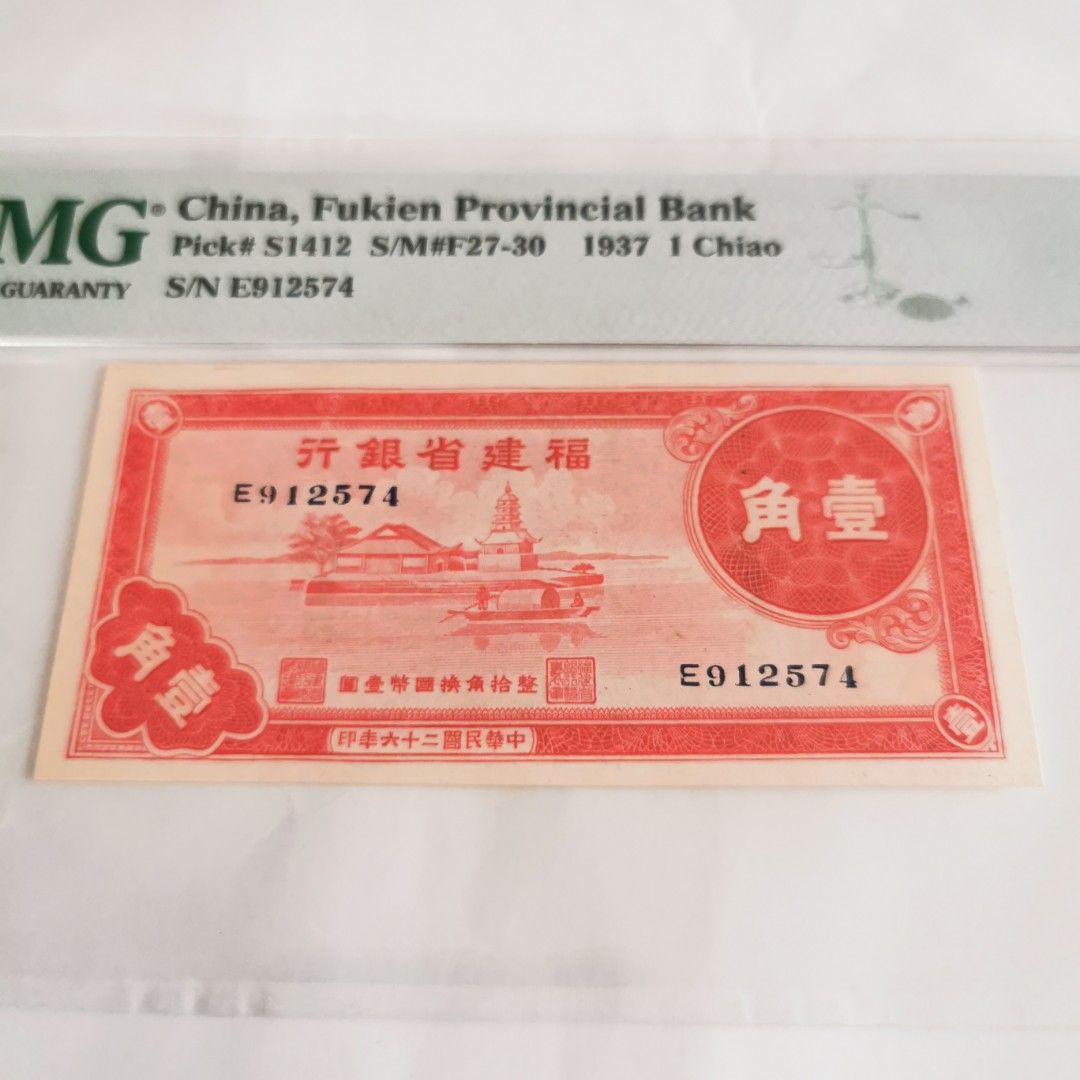 MG® China, Fukien Provincial Bank
Pick# S1412 S/M#F27-30 1937 1 Chiao
GUARANTY S/N E912574
行銀省建福
E912574
角壹
角壹
圓壹幣國換角拾整
E912574
印年六十二國民華中
壹